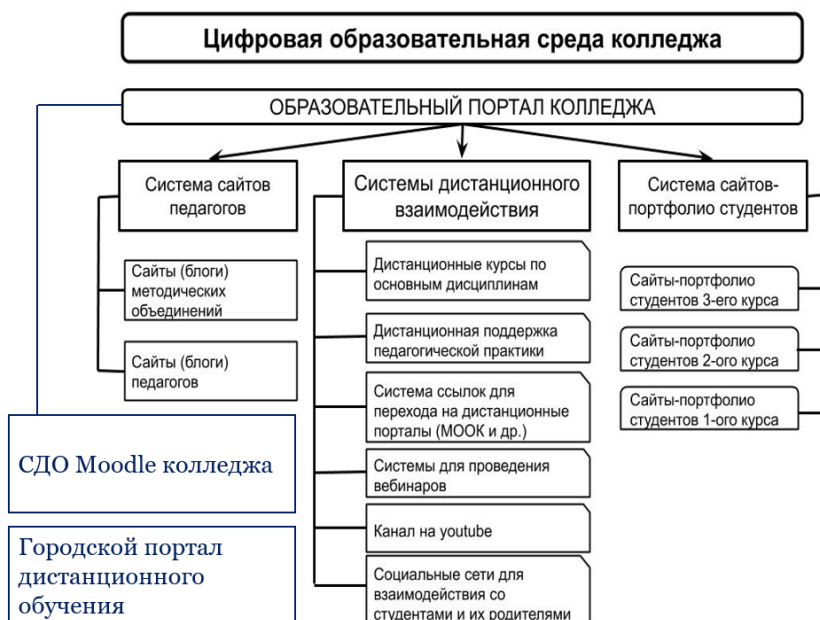 Цифровая образовательная среда колледжа
ОБРАЗОВАТЕЛЬНЫЙ ПОРТАЛ КОЛЛЕДЖА
Система сайтов
педагогов
Сайты (блоги)
методических
объединений
Сайты (блоги)
педагогов
СДО Moodle колледжа
Городской портал
дистанционного
обучения
Системы дистанционного
взаимодействия
Дистанционные курсы по
основным дисциплинам
Дистанционная поддержка
педагогической практики
Система ссылок для
перехода на дистанционные
порталы (МООК и др.)
Системы для проведения
вебинаров
Канал на youtube
Социальные сети для
взаимодействия со
студентами и их родителями
Система сайтов-
портфолио студентов
Сайты-портфолио
студентов 3-его курса
Сайты-портфолио
студентов 2-ого курса
Сайты-портфолио
студентов 1-ого курса